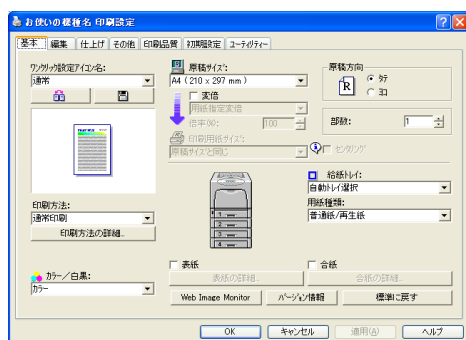 お使いの機種名 印刷設定
基本 編集 仕上げ その他 印刷品質 初期設定 ユーティリティー
ワンクリック設定アイコン名:
通常
印刷方法:
通常印刷
印刷方法の詳細...
カラー／白黒:
カラー
原稿サイズ:
A4 (210 x 297 mm )
変倍
用紙指定変倍
倍率(%):
100
印刷用紙サイズ:
原稿サイズと同じ
原稿方向
R
タテ
ヨコ
部数:
1
センタリング
1
2
3
4
給紙トレイ:
自動トレイ選択
用紙種類:
普通紙/再生紙
表紙
表紙の詳細...
合紙
合紙の詳細...
Web Image Monitor
バージョン情報
標準に戻す
OK
キャンセル
適用(A)
ヘルプ